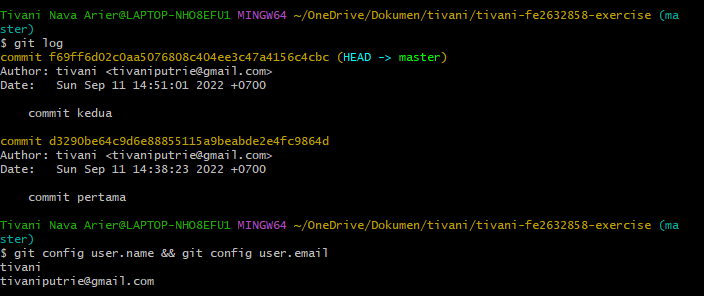 Tivani Nava Arier@LAPTOP-NHO8EFU1 MINGW64 ~/OneDrive/Dokumen/tivani/tivani-fe2632858-exercise (ma
ster)
$ git log
commit f69ff6d02c0aa5076808c404ee3c47a4156c4cbc (HEAD -> master)
Author: tivani <tivaniputrie@gmail.com>
Date:   Sun Sep 11 14:51:01 2022 +0700
    commit kedua
commit d3290be64c9d6e88855115a9beabde2e4fc9864d
Author: tivani <tivaniputrie@gmail.com>
Date:   Sun Sep 11 14:38:23 2022 +0700
    commit pertama
Tivani Nava Arier@LAPTOP-NHO8EFU1 MINGW64 ~/OneDrive/Dokumen/tivani/tivani-fe2632858-exercise (ma
ster)
$ git config user.name && git config user.email
tivani
tivaniputrie@gmail.com